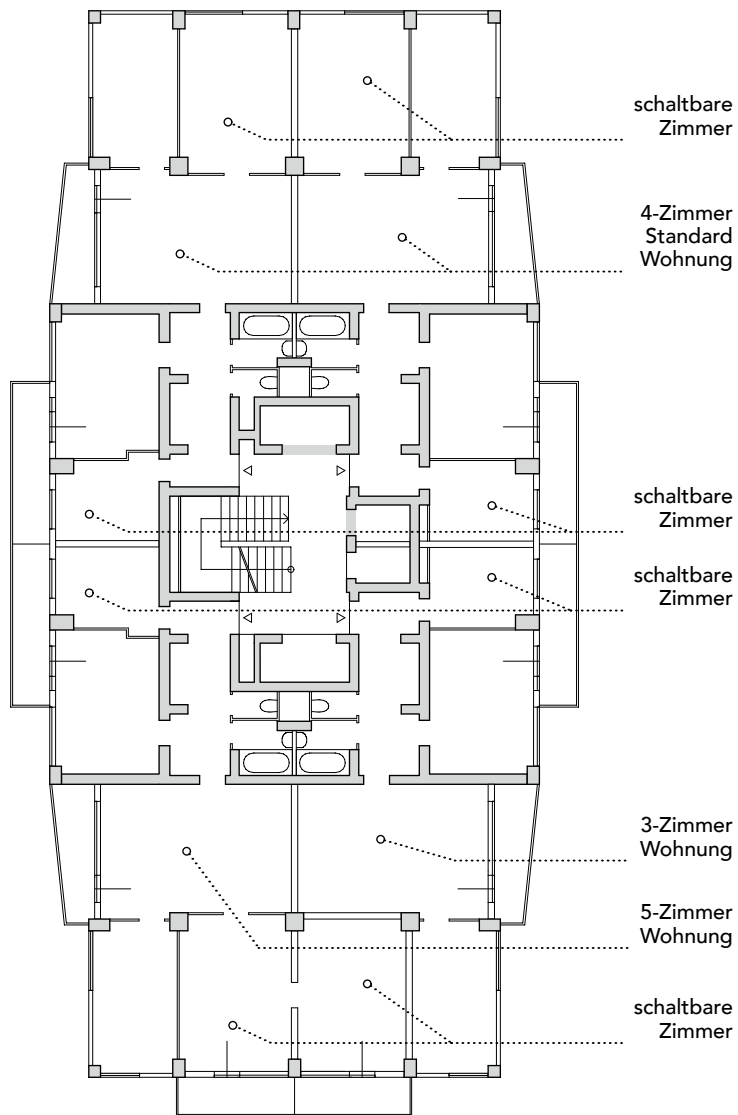 schaltbare
Zimmer
4-Zimmer
Standard
Wohnung
schaltbare
Zimmer
schaltbare
Zimmer
3-Zimmer
Wohnung
5-Zimmer
Wohnung
schaltbare
Zimmer